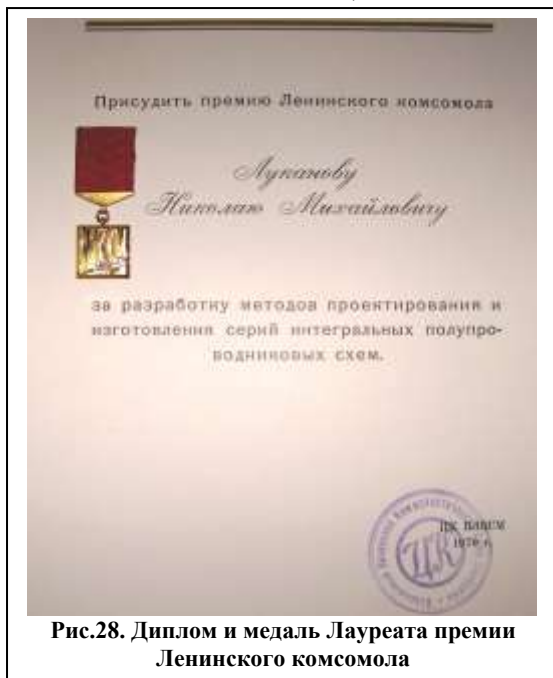 Присудить премию Ленинского комсомола
Луканову
Николаю Михайловичу
за разработку методов проектирования и
изготовления серий интегральных полупро-
водниковых схем.
ЦК ВЛКСМ
ЦК
Рис.28. Диплом и медаль Лауреата премии
Ленинского комсомола